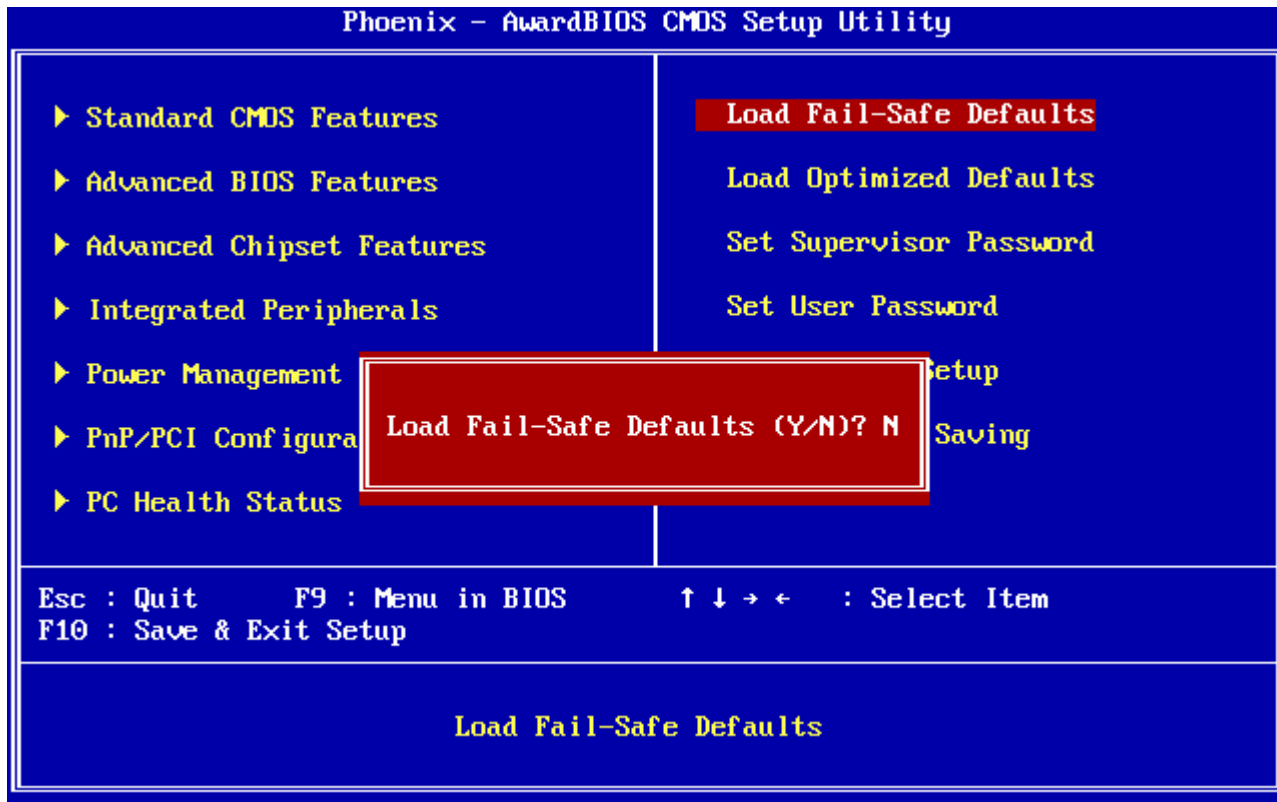 Phoenix - AwardBIOS CMOS Setup Utility
Standard CMOS Features
Advanced BIOS Features
Advanced Chipset Features
Integrated Peripherals
Power Management
PnP/PCI Configura
PC Health Status
Load Fail-Safe Defaults
Load Optimized Defaults
Set Supervisor Password
Set User Password
etup
Saving
Load Fail-Safe Defaults (Y/N)? N
Esc : Quit F9 : Menu in BIOS ↑ ↓ → ← : Select Item
F10 : Save & Exit Setup
Load Fail-Safe Defaults